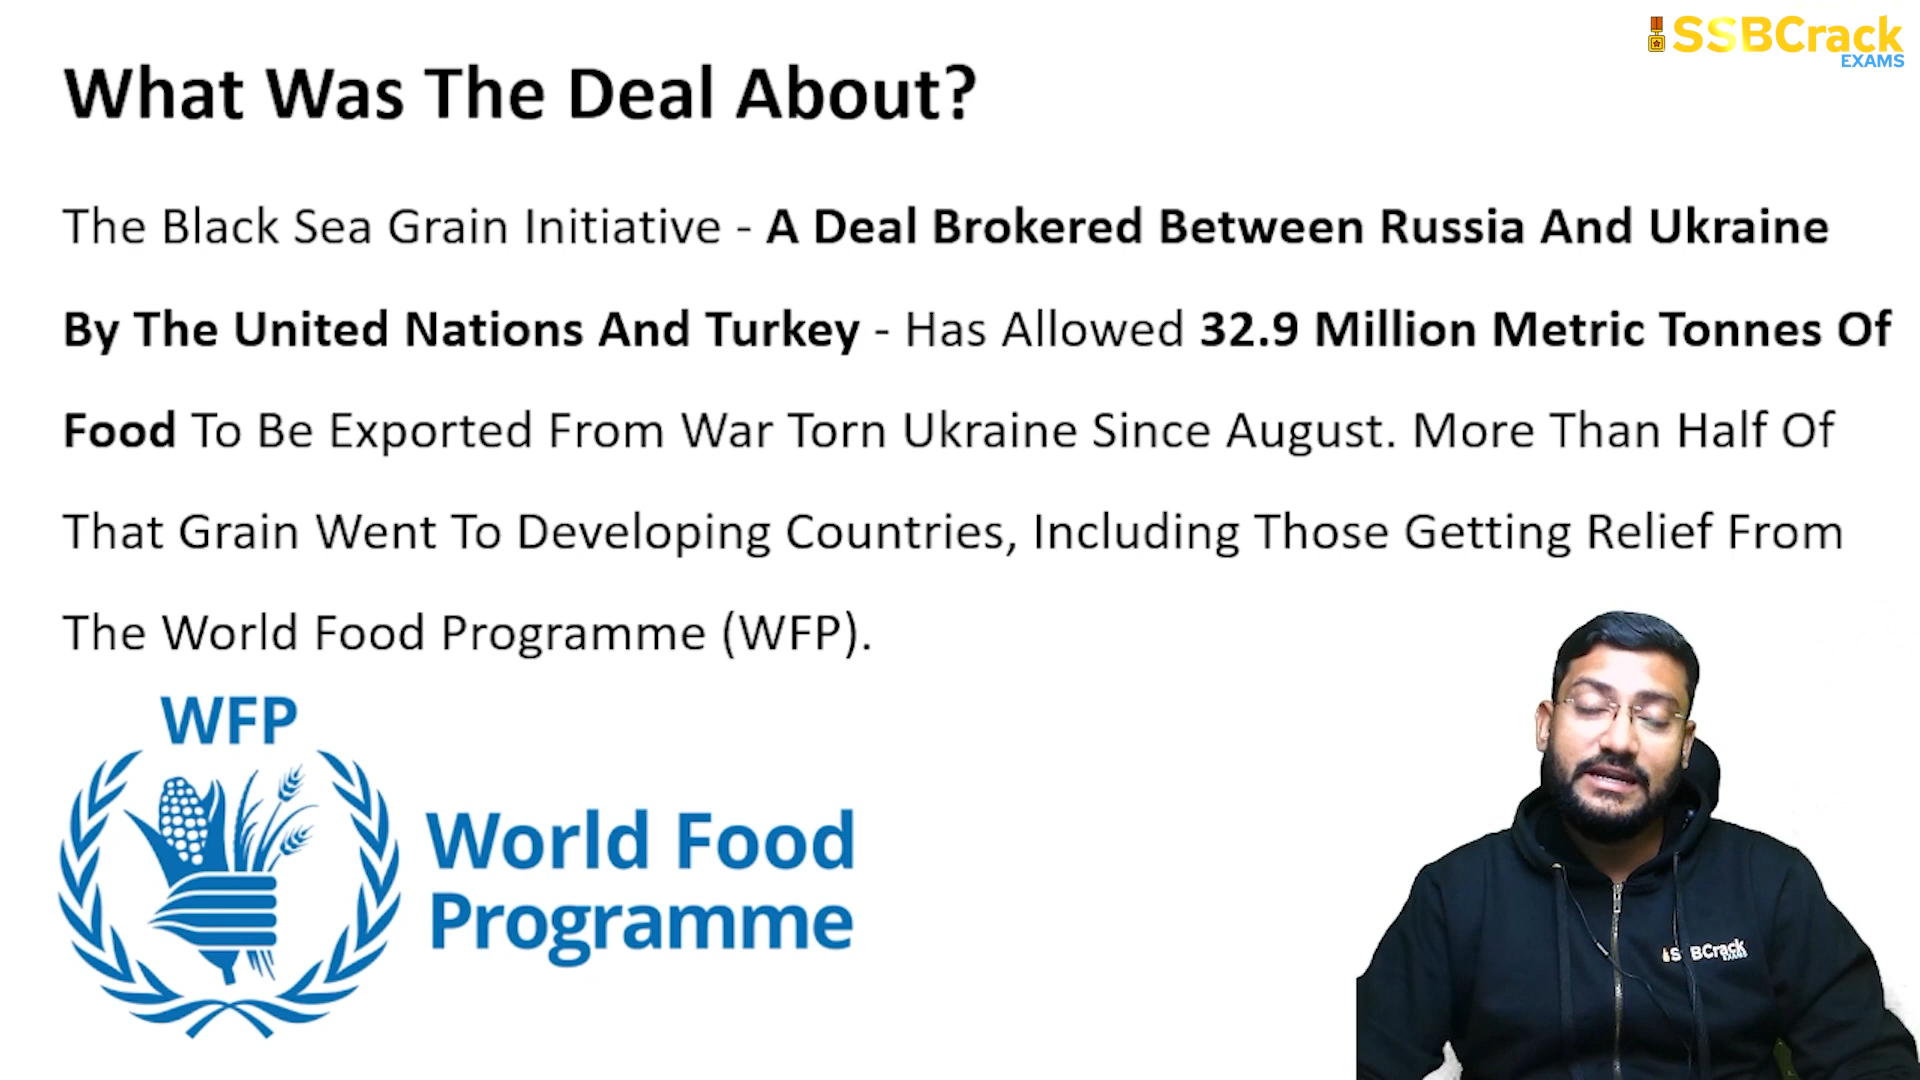 SSBCrack
EXAMS
What Was The Deal About?
The Black Sea Grain Initiative - A Deal Brokered Between Russia And Ukraine
By The United Nations And Turkey - Has Allowed 32.9 Million Metric Tonnes Of
Food To Be Exported From War Torn Ukraine Since August. More Than Half Of
That Grain Went To Developing Countries, Including Those Getting Relief From
The World Food Programme (WFP).
WFP
World Food
Programme
SSBCrack
EXAMS